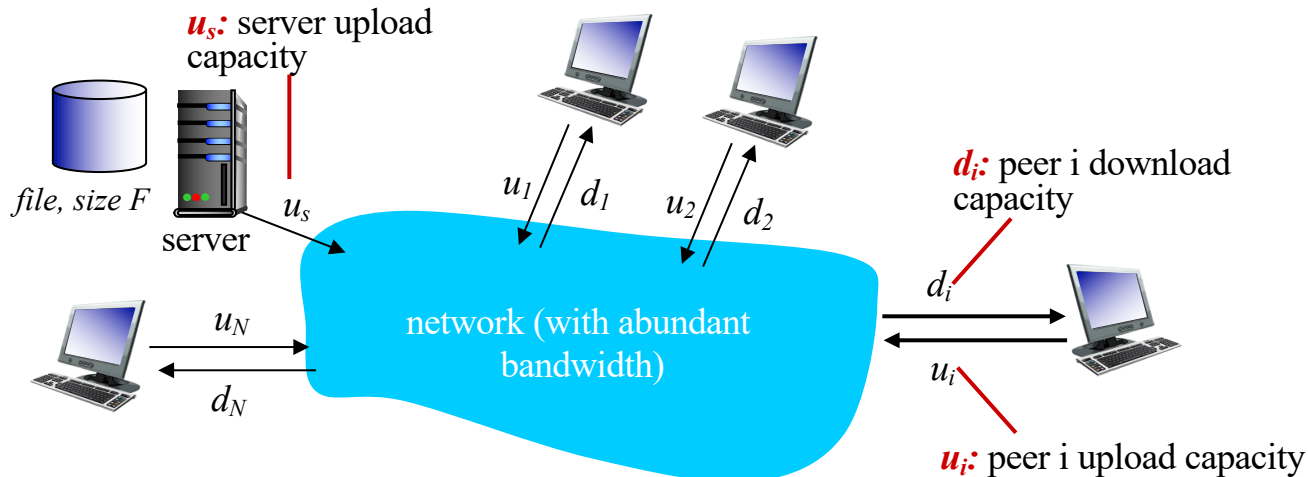 u_s: server upload
capacity
file, size F
server
u_s
u_1
d_1
u_2
d_2
d_i: peer i download
capacity
d_i
u_N
d_N
network (with abundant
bandwidth)
u_i
u_i: peer i upload capacity